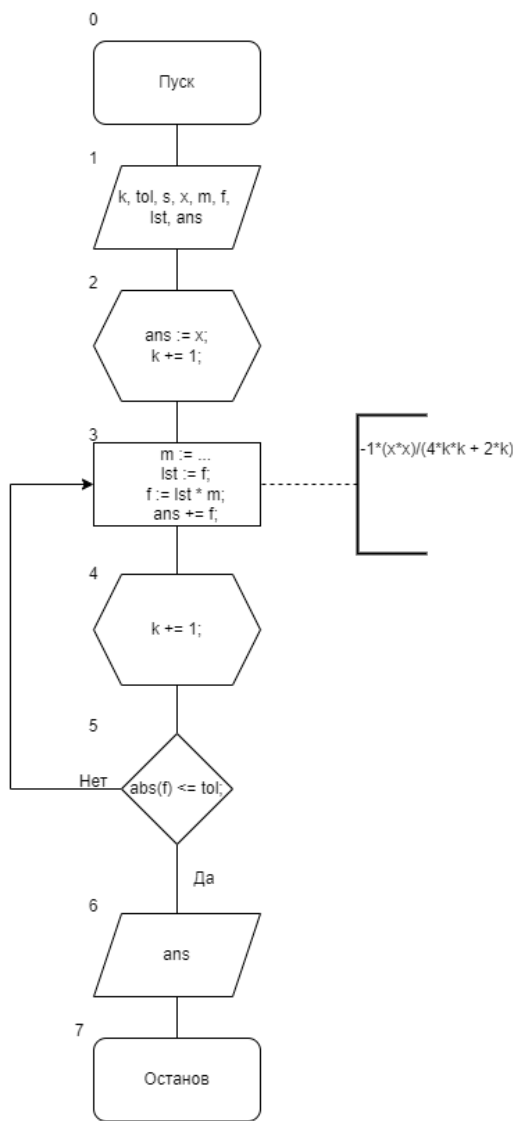 0
Пуск
1
k, tol, s, x, m, f,
lst, ans
2
ans := x;
k += 1;
3
m := ...
lst := f;
f := lst * m;
ans += f;
-1*(x*x)/(4*k*k + 2*k)
4
k += 1;
5
Нет
abs(f) <= tol;
Да
6
ans
7
Останов